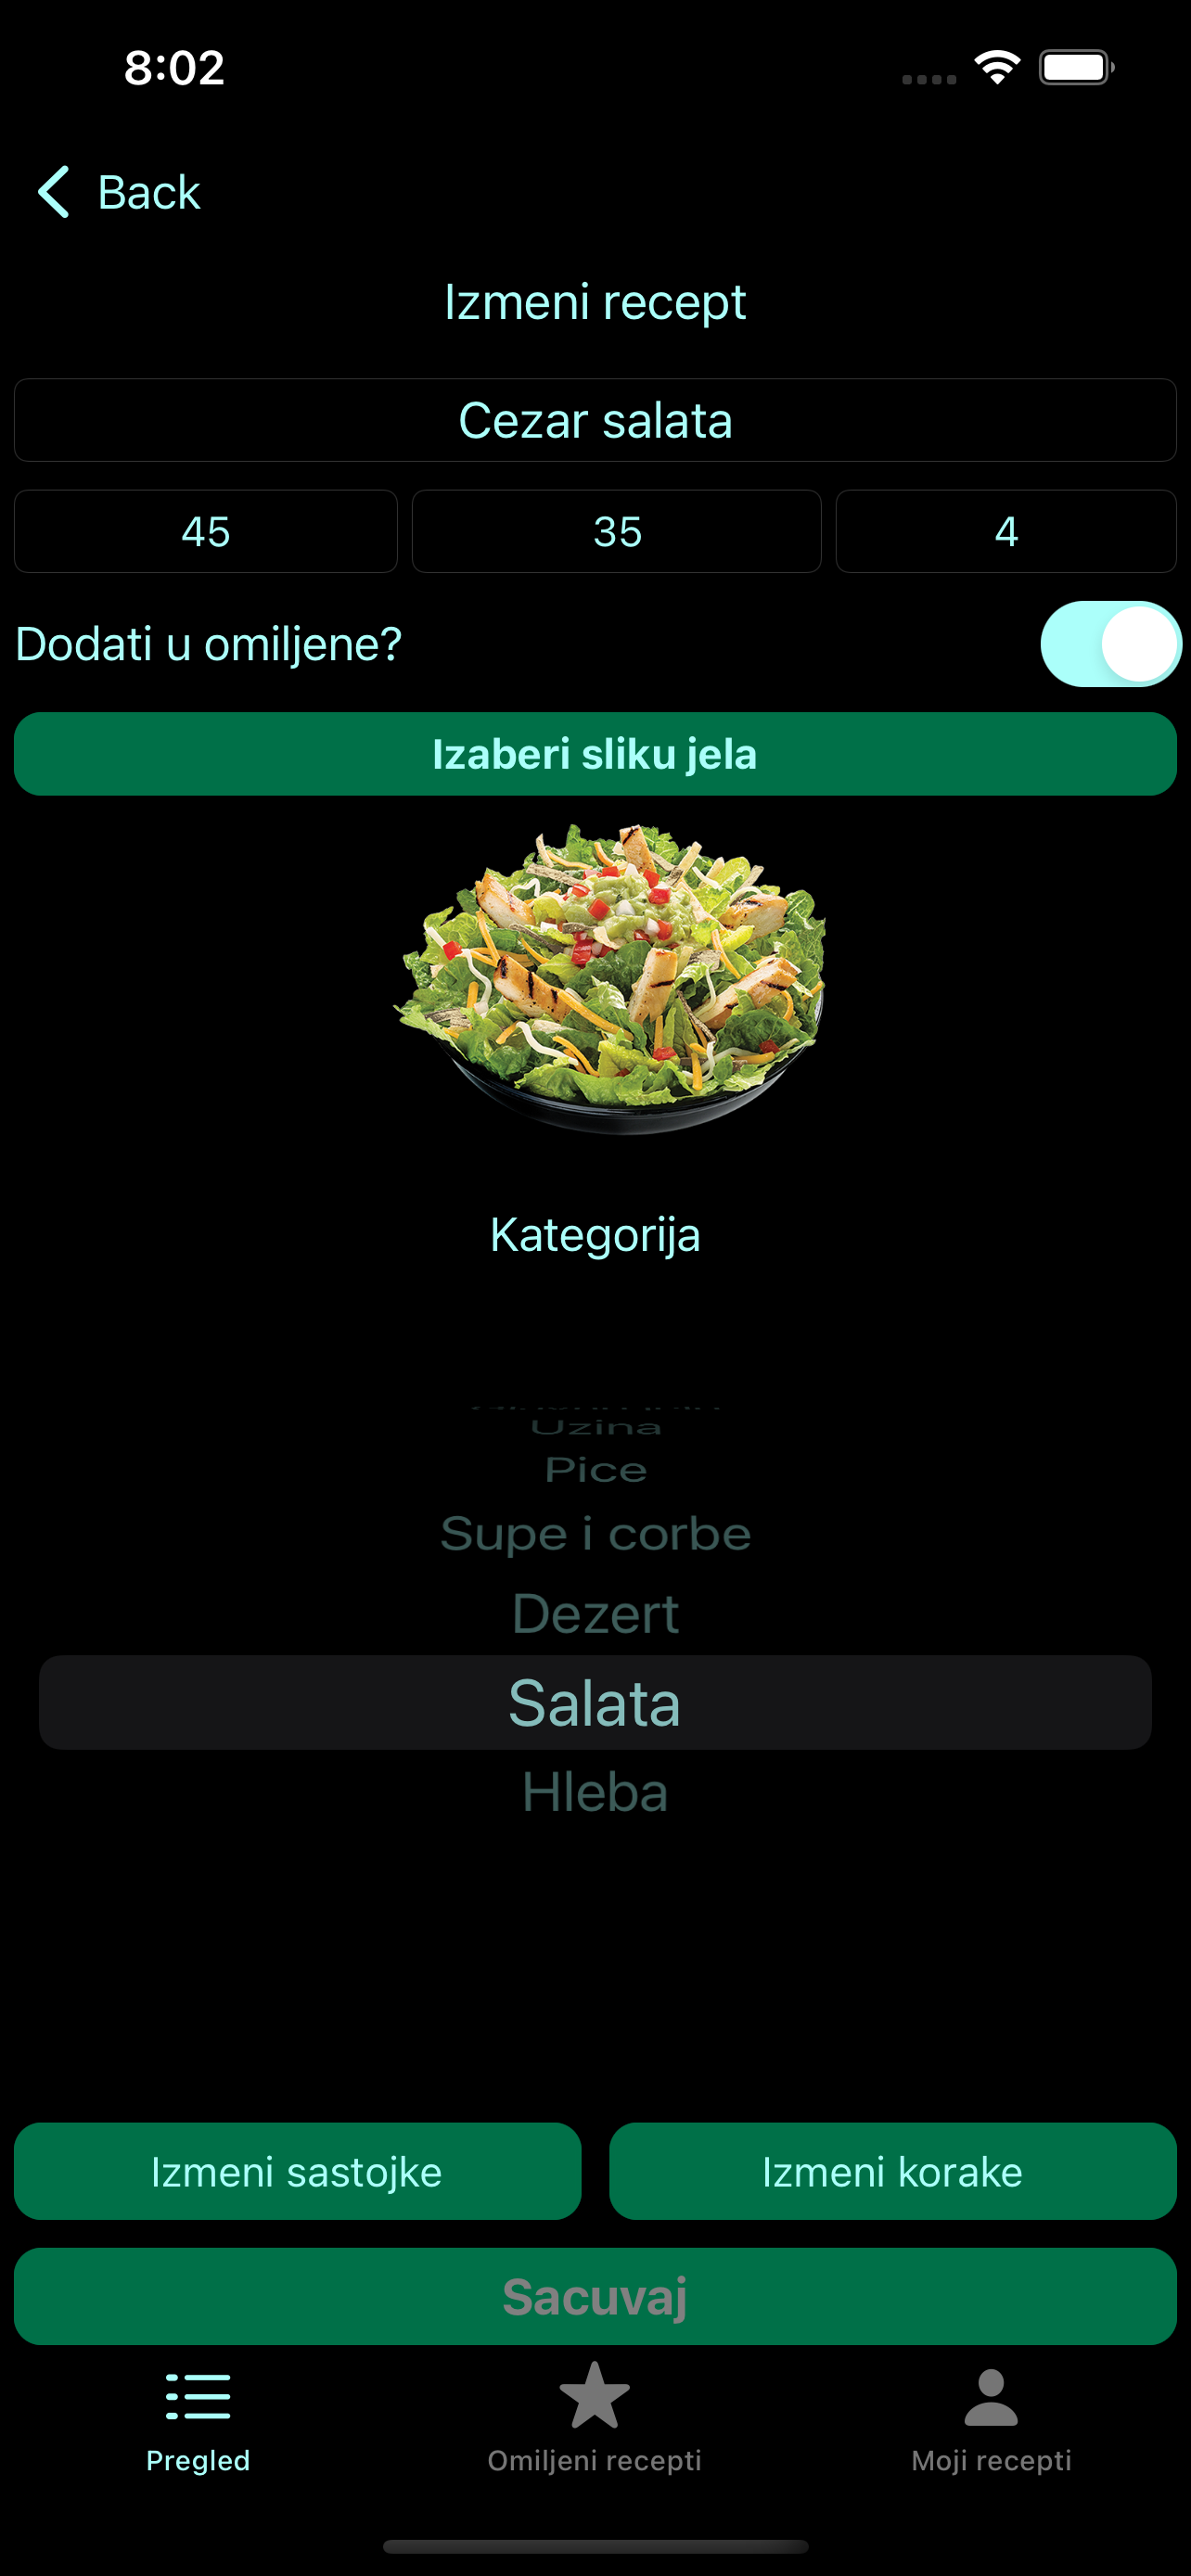 8:02
Back
Izmeni recept
Cezar salata
45 35 4
Dodati u omiljene?
Izaberi sliku jela
Kategorija
Uzina
Pice
Supe i corbe
Dezert
Salata
Hleba
Izmeni sastojke Izmeni korake
Sacuvaj
Pregled Omiljeni recepti Moji recepti